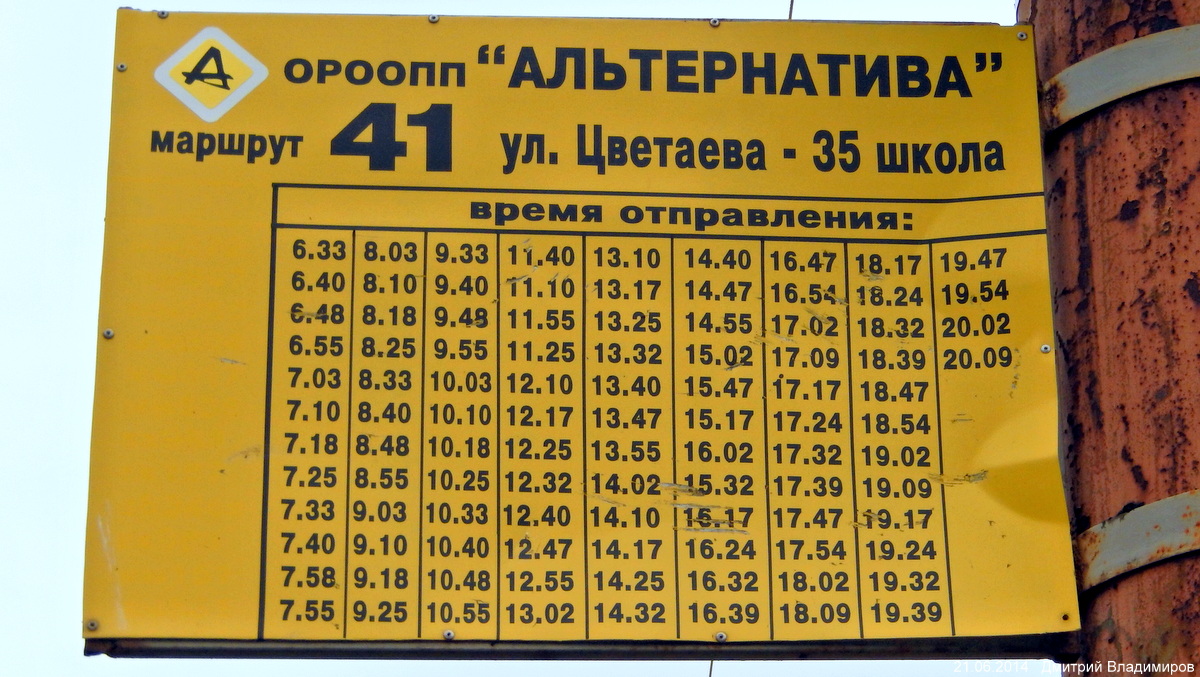 ОРООПП “АЛЬТЕРНАТИВА”
маршрут 41 ул. Цветаева - 35 школа
время отправления:
6.33 8.03 9.33 11.40 13.10 14.40 16.47 18.17 19.47
6.40 8.10 9.40 11.10 13.17 14.47 16.54 18.24 19.54
6.48 8.18 9.48 11.55 13.25 14.55 17.02 18.32 20.02
6.55 8.25 9.55 11.25 13.32 15.02 17.09 18.39 20.09
7.03 8.33 10.03 12.10 13.40 15.47 17.17 18.47
7.10 8.40 10.10 12.17 13.47 15.17 17.24 18.54
7.18 8.48 10.18 12.25 13.55 16.02 17.32 19.02
7.25 8.55 10.25 12.32 14.02 15.32 17.39 19.09
7.33 9.03 10.33 12.40 14.10 16.17 17.47 19.17
7.40 9.10 10.40 12.47 14.17 16.24 17.54 19.24
7.58 9.18 10.48 12.55 14.25 16.32 18.02 19.32
7.55 9.25 10.55 13.02 14.32 16.39 18.09 19.39
21.06.2014 Дмитрий Владимиров